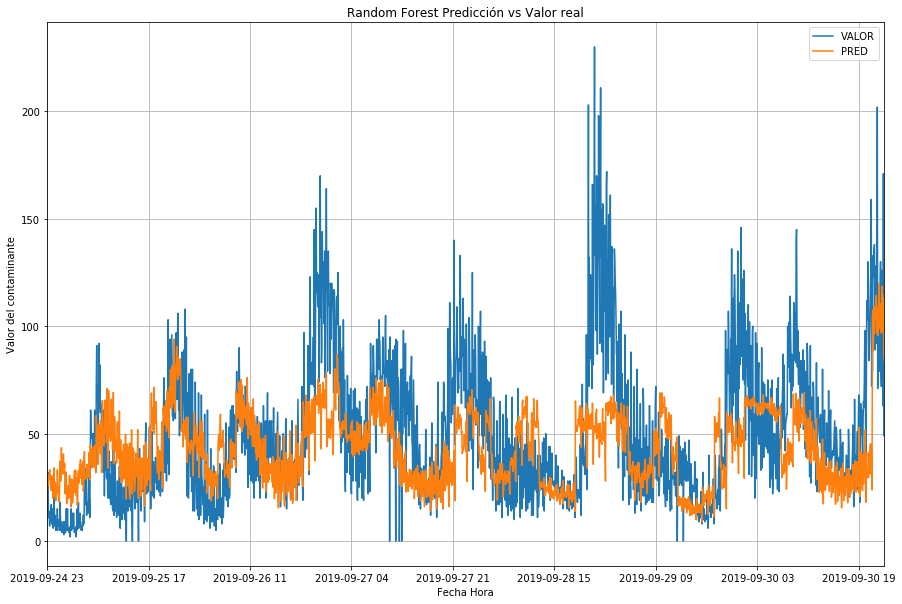 Random Forest Predicción vs Valor real
VALOR
PRED
Valor del contaminante
200
150
100
50
0
2019-09-24 23
2019-09-25 17
2019-09-26 11
2019-09-27 04
2019-09-27 21
2019-09-28 15
2019-09-29 09
2019-09-30 03
2019-09-30 19
Fecha Hora